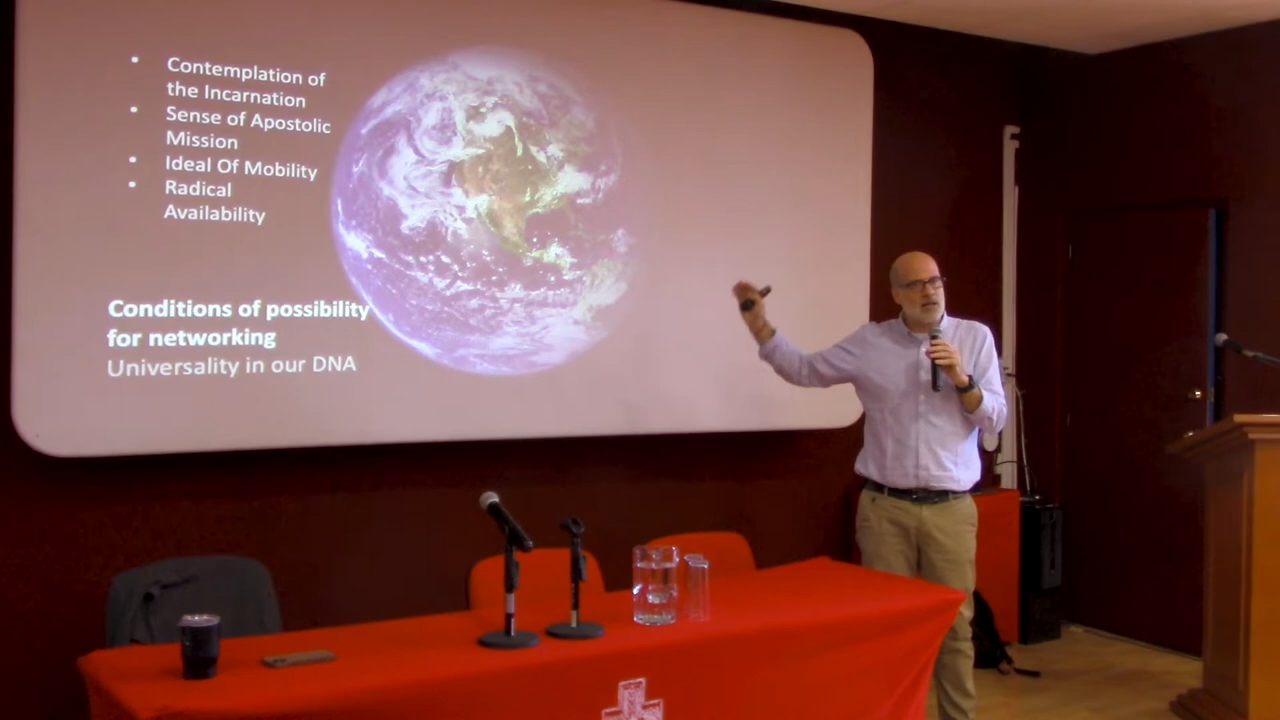 • Contemplation of
the Incarnation
• Sense of Apostolic
Mission
• Ideal Of Mobility
• Radical
Availability
Conditions of possibility
for networking
Universality in our DNA